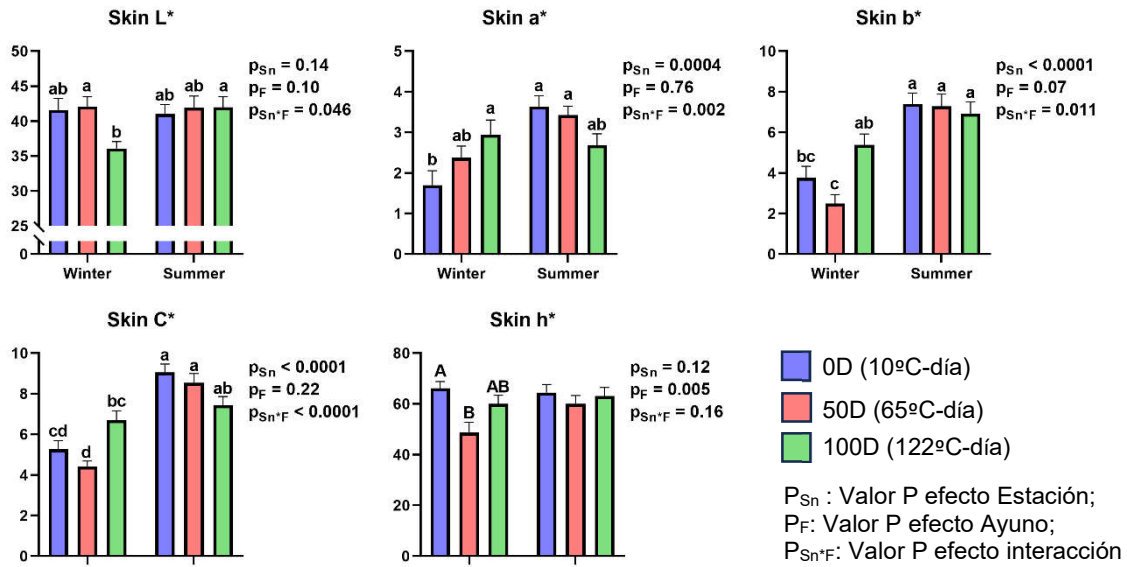 Skin L*
50
45
40
35
30
25
0
ab
a
b
ab
ab
a
Winter
Summer
pSn = 0.14
pF = 0.10
pSn*F = 0.046
Skin a*
5
4
3
2
1
0
b
ab
a
a
a
ab
Winter
Summer
pSn = 0.0004
pF = 0.76
pSn*F = 0.002
Skin b*
10
8
6
4
2
0
bc
c
ab
a
a
a
Winter
Summer
pSn < 0.0001
pF = 0.07
pSn*F = 0.011
Skin C*
10
8
6
4
2
0
cd
d
bc
a
a
ab
pSn < 0.0001
pF = 0.22
pSn*F < 0.0001
Skin h*
80
60
40
20
0
A
B
AB
pSn = 0.12
pF = 0.005
pSn*F = 0.16
0D (10ºC-día)
50D (65ºC-día)
100D (122ºC-día)
PSn : Valor P efecto Estación;
PF: Valor P efecto Ayuno;
PSn*F: Valor P efecto interacción